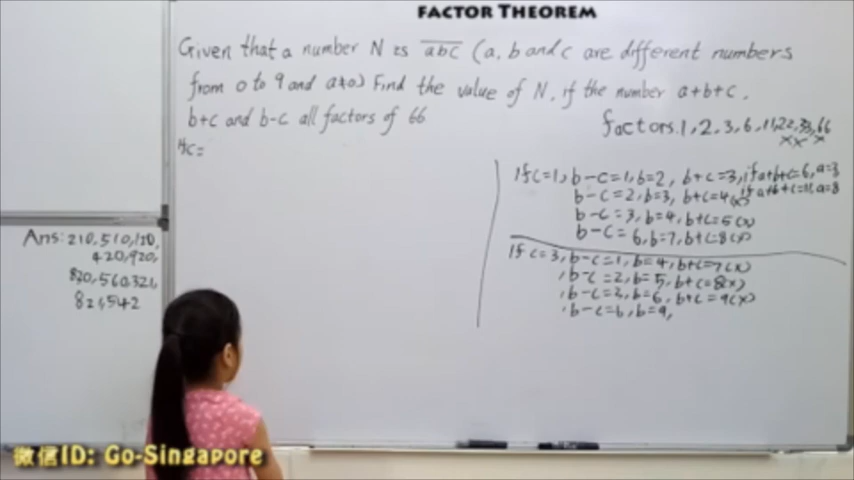 FACTOR THEOREM
Given that a number N is abc (a, b and c are different numbers
from 0 to 9 and a≠0) Find the value of N, if the number a+b+c,
b+c and b-c all factors of 66
factors.1,2,3,6,11,22,33,66
××  ×
If c=
If c=1, b-c=1, b=2, b+c=3, if a+b+c=6, a=3
if a+b+c=11, a=8
b-c=2, b=3, b+c=4(x)
b-c=3, b=4, b+c=5(x)
b-c=6, b=7, b+c=8(x)
If c=3, b-c=1, b=4, b+c=7(x)
, b-c=2, b=5, b+c=8(x)
, b-c=3, b=6, b+c=9(x)
, b-c=6, b=9,
Ans: 210,510,120,
420,920,
830,560,321,
821,542
微信ID: Go-Singapore